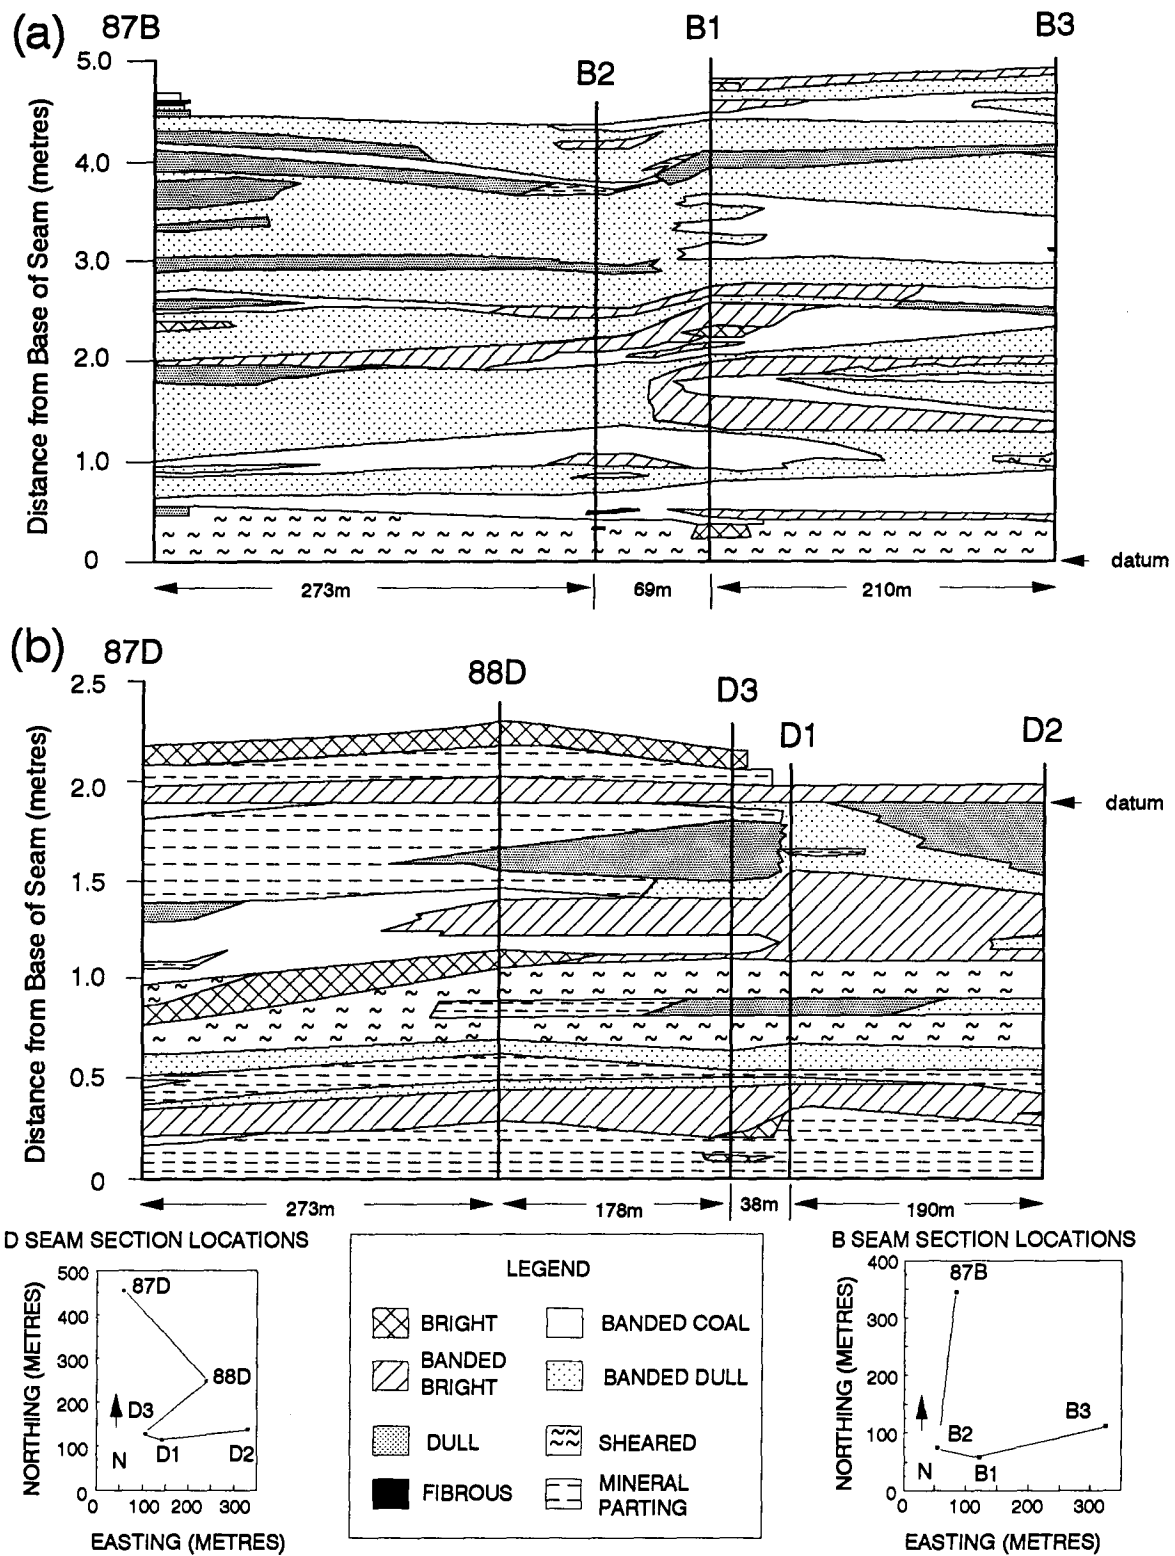 (a)
87B
B2
B1
B3
Distance from Base of Seam (metres)
5.0
4.0
3.0
2.0
1.0
0
datum
273m
69m
210m
(b)
87D
88D
D3
D1
D2
Distance from Base of Seam (metres)
2.5
2.0
1.5
1.0
0.5
0
datum
273m
178m
38m
190m
D SEAM SECTION LOCATIONS
NORTHING (METRES)
500
400
300
200
100
0
87D
88D
D3
D1
D2
N
0 100 200 300
EASTING (METRES)
LEGEND
BRIGHT
BANDED COAL
BANDED BRIGHT
BANDED DULL
DULL
SHEARED
FIBROUS
MINERAL PARTING
B SEAM SECTION LOCATIONS
NORTHING (METRES)
400
300
200
100
0
87B
B2
B1
B3
N
0 100 200 300
EASTING (METRES)